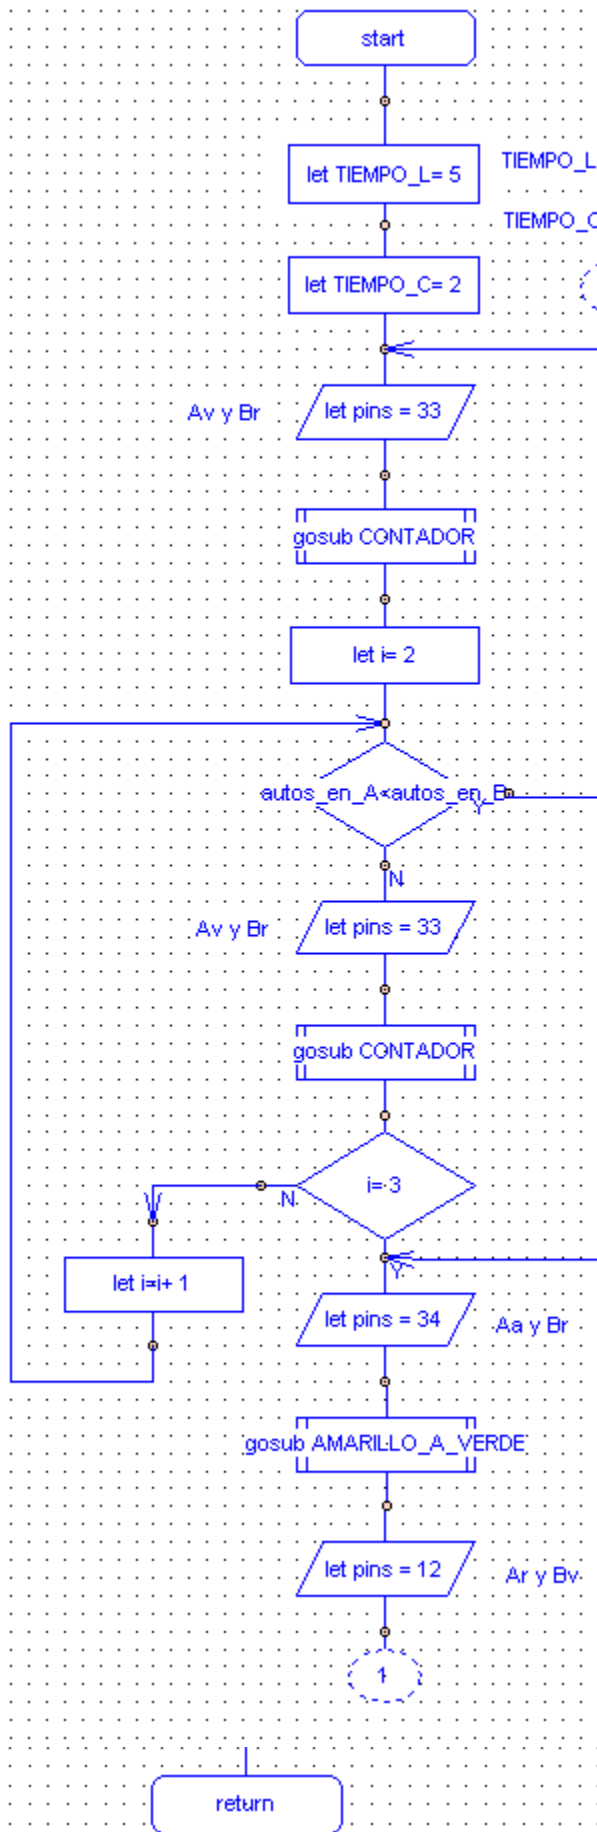 start
let TIEMPO_L= 5
TIEMPO_L
TIEMPO_C
let TIEMPO_C= 2
Av y Br
let pins = 33
gosub CONTADOR
let i= 2
autos_en_A<autos_en_B
Y
N
Av y Br
let pins = 33
gosub CONTADOR
i= 3
N
Y
let i=i+ 1
let pins = 34
Aa y Br
gosub AMARILLO_A_VERDE
let pins = 12
Ar y Bv
1
return